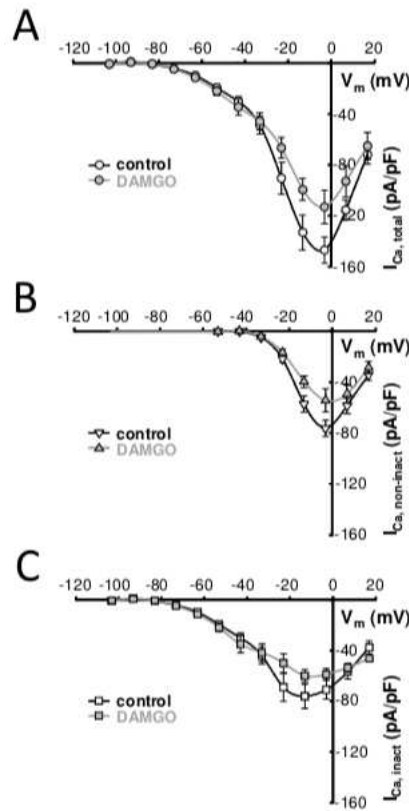 A
-120 -100 -80 -60 -40 -20 0 20
Vm (mV)
-40
-80
-120
-160
control
DAMGO
ICa, total (pA/pF)
B
-120 -100 -80 -60 -40 -20 0 20
Vm (mV)
-40
-80
-120
-160
control
DAMGO
ICa, non-inact (pA/pF)
C
-120 -100 -80 -60 -40 -20 0 20
Vm (mV)
-40
-80
-120
-160
control
DAMGO
ICa, inact (pA/pF)